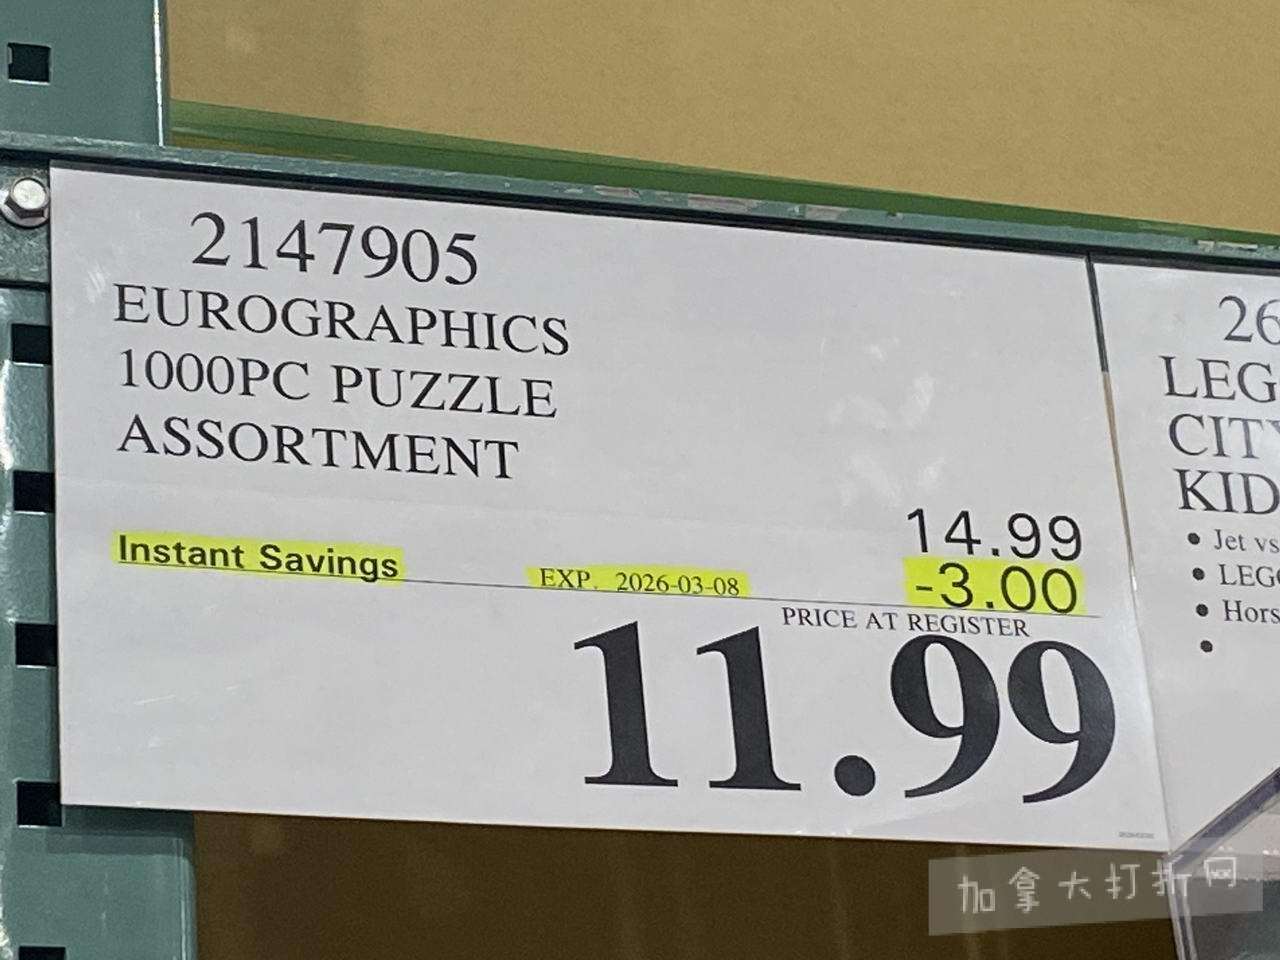 2147905
EUROGRAPHICS
1000PC PUZZLE
ASSORTMENT
14.99
Instant Savings EXP. 2026-03-08 -3.00
PRICE AT REGISTER
11.99
26
LEG
CITY
KID
• Jet vs
• LEG
• Hors
•
加拿大打折网